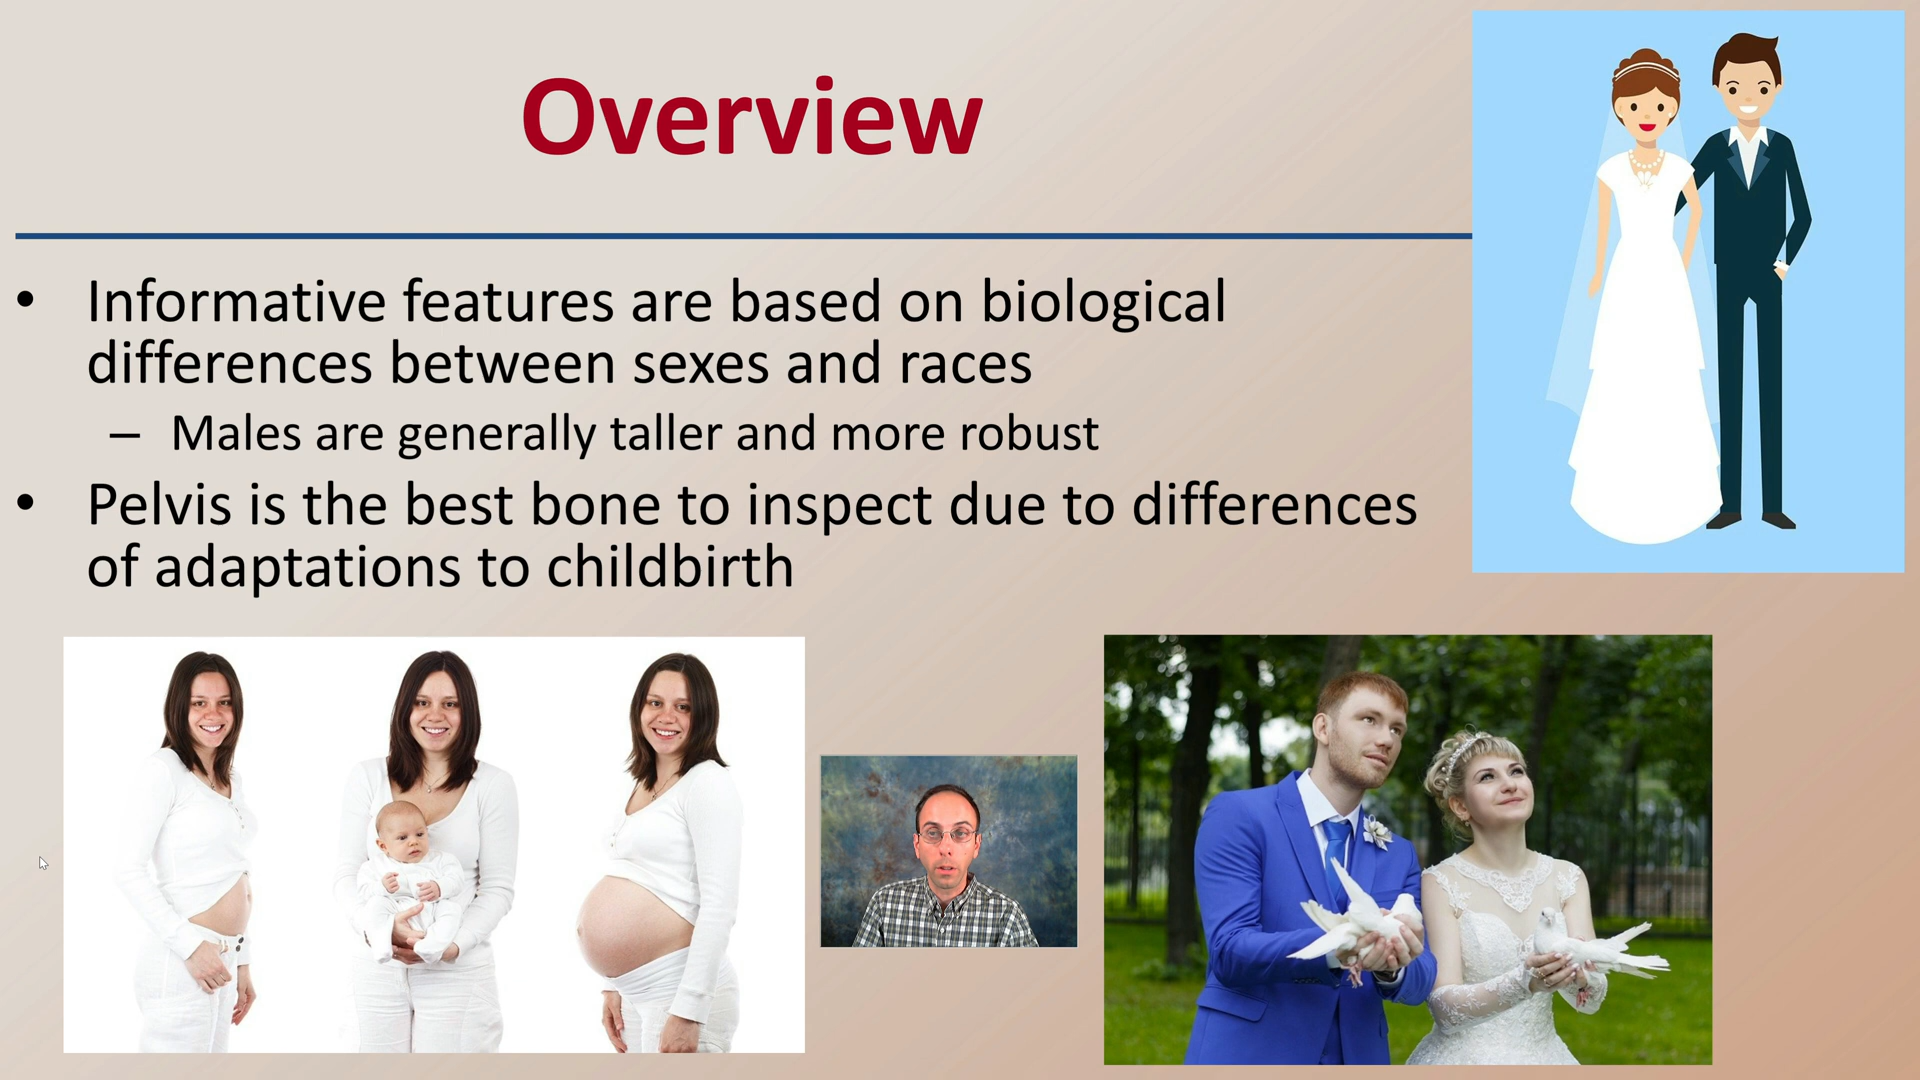 Overview
• Informative features are based on biological
differences between sexes and races
– Males are generally taller and more robust
• Pelvis is the best bone to inspect due to differences
of adaptations to childbirth